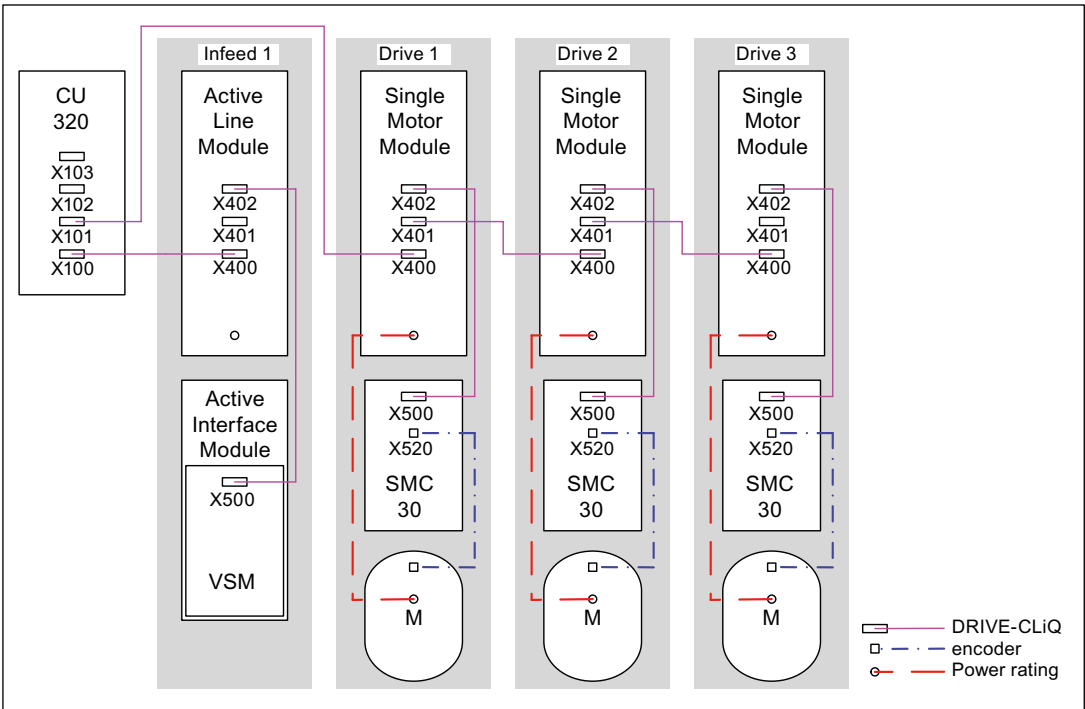 CU
320
X103
X102
X101
X100
Infeed 1
Active
Line
Module
X402
X401
X400
Active
Interface
Module
X500
VSM
Drive 1
Single
Motor
Module
X402
X401
X400
X500
X520
SMC
30
M
Drive 2
Single
Motor
Module
X402
X401
X400
X500
X520
SMC
30
M
Drive 3
Single
Motor
Module
X402
X401
X400
X500
X520
SMC
30
M
DRIVE-CLiQ
encoder
Power rating